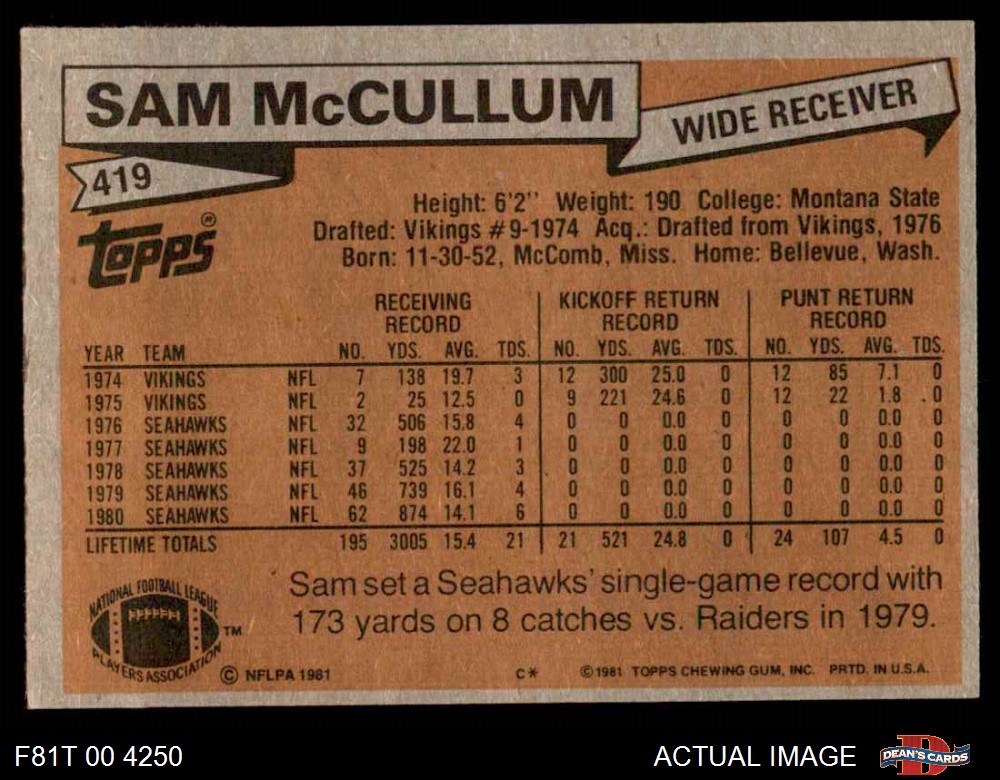 SAM McCULLUM
WIDE RECEIVER
419
TOPPS®
Height: 6'2" Weight: 190 College: Montana State
Drafted: Vikings #9-1974 Acq.: Drafted from Vikings, 1976
Born: 11-30-52, McComb, Miss. Home: Bellevue, Wash.
RECEIVING RECORD KICKOFF RETURN RECORD PUNT RETURN RECORD
YEAR TEAM NO. YDS. AVG. TDS. NO. YDS. AVG. TDS. NO. YDS. AVG. TDS.
1974 VIKINGS NFL 7 138 19.7 3 12 300 25.0 0 12 85 7.1 0
1975 VIKINGS NFL 2 25 12.5 0 9 221 24.6 0 12 22 1.8 0
1976 SEAHAWKS NFL 32 506 15.8 4 0 0 0.0 0 0 0 0.0 0
1977 SEAHAWKS NFL 9 198 22.0 1 0 0 0.0 0 0 0 0.0 0
1978 SEAHAWKS NFL 37 525 14.2 3 0 0 0.0 0 0 0 0.0 0
1979 SEAHAWKS NFL 46 739 16.1 4 0 0 0.0 0 0 0 0.0 0
1980 SEAHAWKS NFL 62 874 14.1 6 0 0 0.0 0 0 0 0.0 0
LIFETIME TOTALS 195 3005 15.4 21 21 521 24.8 0 24 107 4.5 0
Sam set a Seahawks' single-game record with
173 yards on 8 catches vs. Raiders in 1979.
NATIONAL FOOTBALL LEAGUE
PLAYERS ASSOCIATION TM
© NFLPA 1981 C* ©1981 TOPPS CHEWING GUM, INC. PRTD. IN U.S.A.
F81T 00 4250 ACTUAL IMAGE DEAN'S CARDS